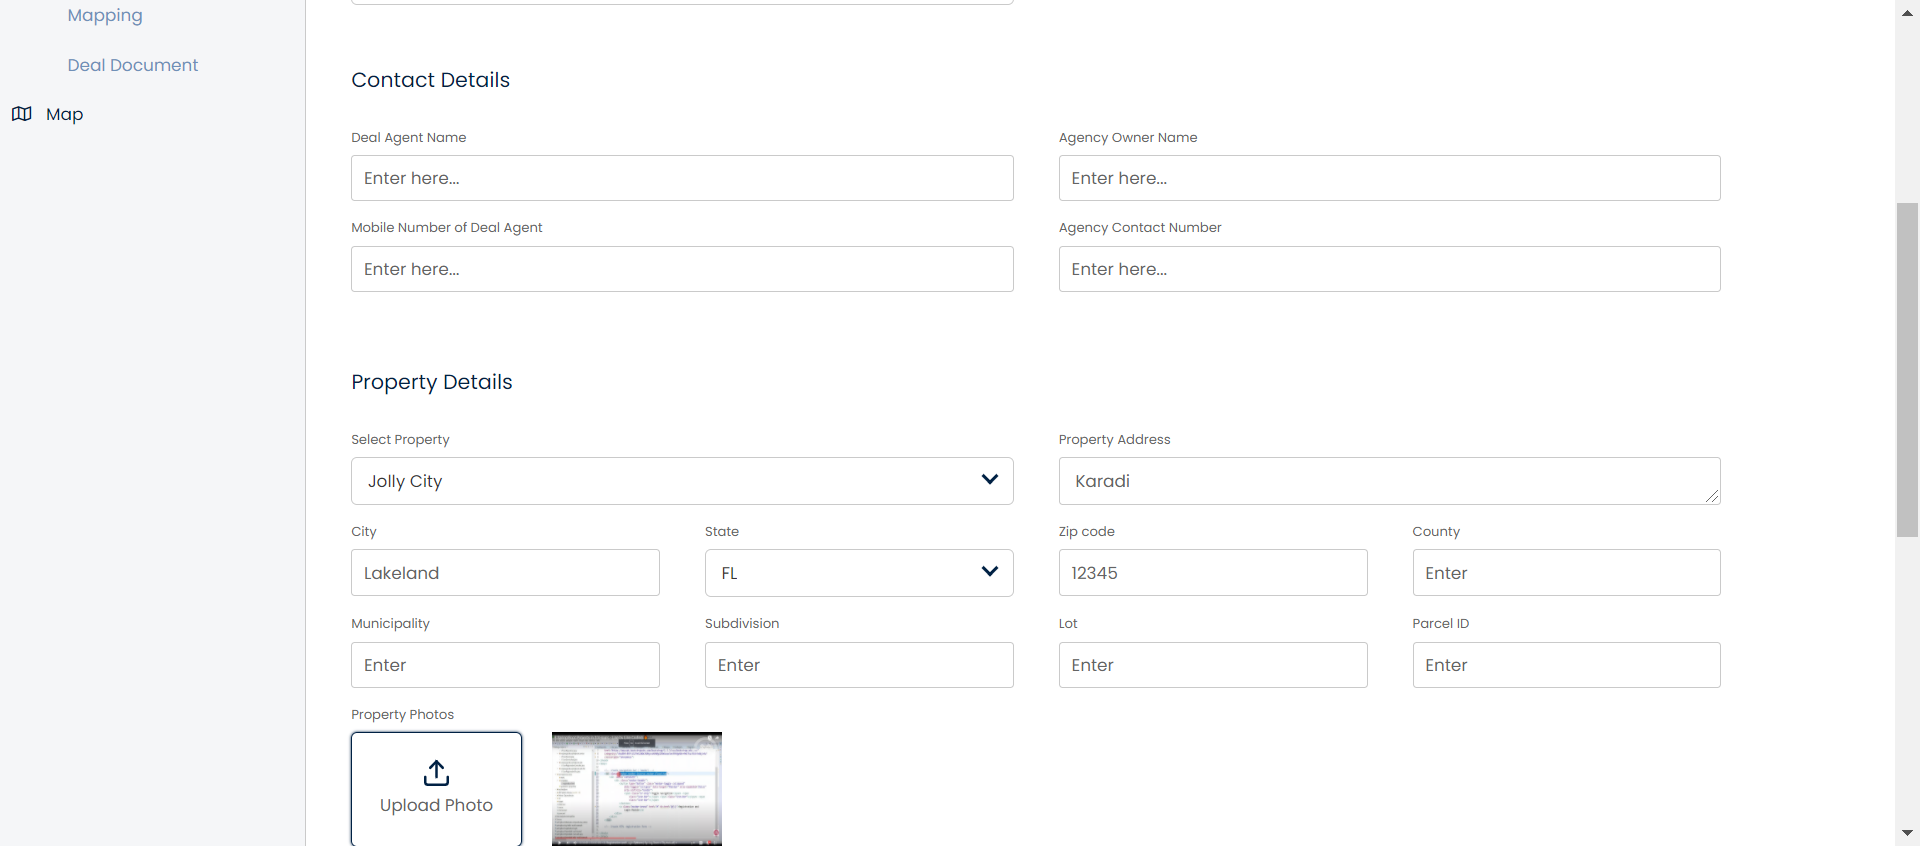 Mapping
Deal Document
Map
Contact Details
Deal Agent Name
Agency Owner Name
Enter here...
Enter here...
Mobile Number of Deal Agent
Agency Contact Number
Enter here...
Enter here...
Property Details
Select Property
Property Address
Jolly City
Karadi
City
State
Zip code
County
Lakeland
FL
12345
Enter
Municipality
Subdivision
Lot
Parcel ID
Enter
Enter
Enter
Enter
Property Photos
Upload Photo